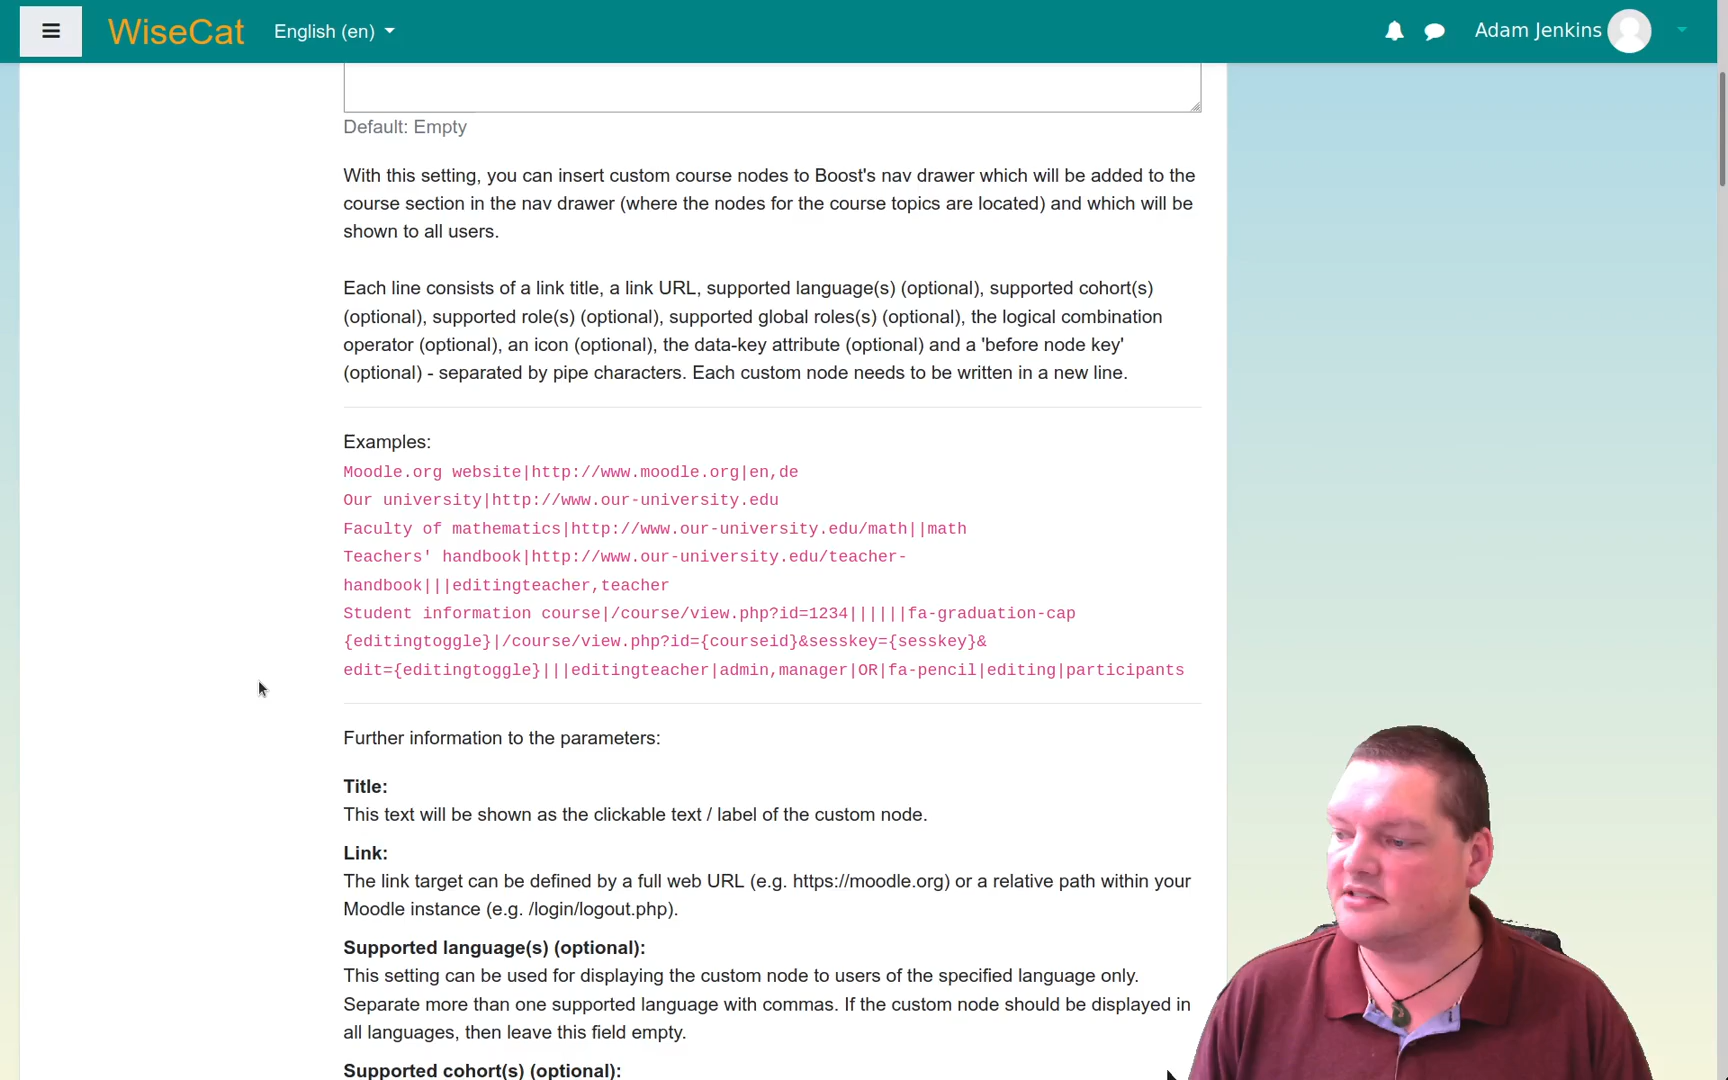 WiseCat English (en) Adam Jenkins
Default: Empty
With this setting, you can insert custom course nodes to Boost's nav drawer which will be added to the
course section in the nav drawer (where the nodes for the course topics are located) and which will be
shown to all users.
Each line consists of a link title, a link URL, supported language(s) (optional), supported cohort(s)
(optional), supported role(s) (optional), supported global roles(s) (optional), the logical combination
operator (optional), an icon (optional), the data-key attribute (optional) and a 'before node key'
(optional) - separated by pipe characters. Each custom node needs to be written in a new line.
Examples:
Moodle.org website|http://www.moodle.org|en,de
Our university|http://www.our-university.edu
Faculty of mathematics|http://www.our-university.edu/math||math
Teachers' handbook|http://www.our-university.edu/teacher-
handbook|||editingteacher,teacher
Student information course|/course/view.php?id=1234||||||fa-graduation-cap
{editingtoggle}|/course/view.php?id={courseid}&sesskey={sesskey}&
edit={editingtoggle}|||editingteacher|admin,manager|OR|fa-pencil|editing|participants
Further information to the parameters:
Title:
This text will be shown as the clickable text / label of the custom node.
Link:
The link target can be defined by a full web URL (e.g. https://moodle.org) or a relative path within your
Moodle instance (e.g. /login/logout.php).
Supported language(s) (optional):
This setting can be used for displaying the custom node to users of the specified language only.
Separate more than one supported language with commas. If the custom node should be displayed in
all languages, then leave this field empty.
Supported cohort(s) (optional):